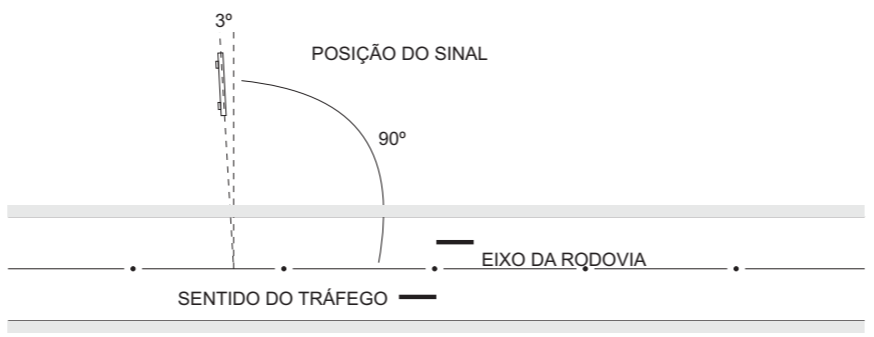 3º
POSIÇÃO DO SINAL
90º
EIXO DA RODOVIA
SENTIDO DO TRÁFEGO